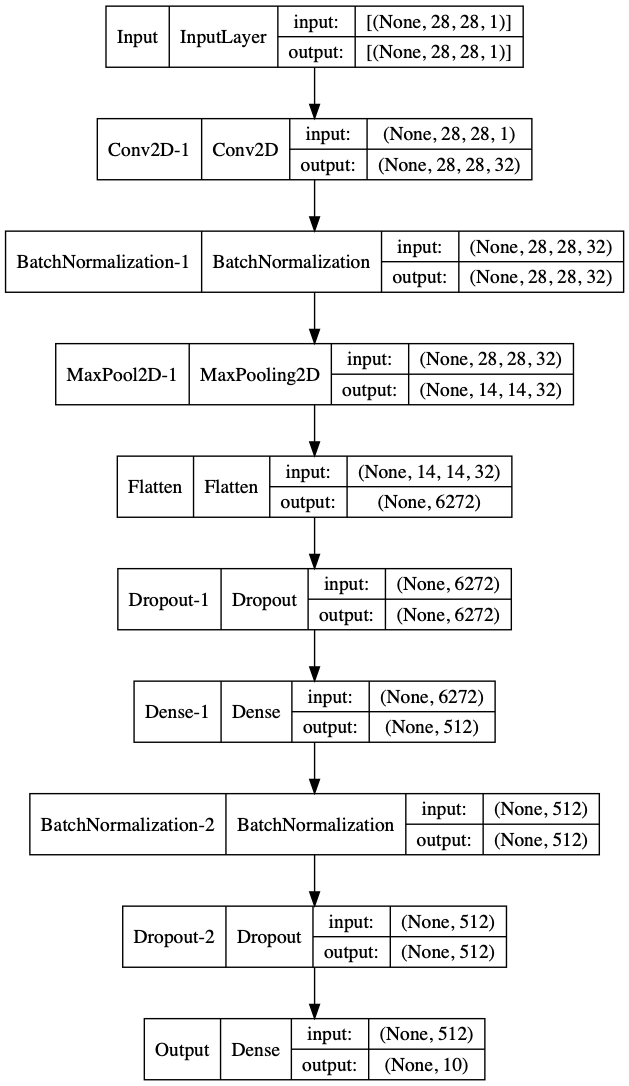 Input InputLayer input: [(None, 28, 28, 1)]
output: [(None, 28, 28, 1)]
Conv2D-1 Conv2D input: (None, 28, 28, 1)
output: (None, 28, 28, 32)
BatchNormalization-1 BatchNormalization input: (None, 28, 28, 32)
output: (None, 28, 28, 32)
MaxPool2D-1 MaxPooling2D input: (None, 28, 28, 32)
output: (None, 14, 14, 32)
Flatten Flatten input: (None, 14, 14, 32)
output: (None, 6272)
Dropout-1 Dropout input: (None, 6272)
output: (None, 6272)
Dense-1 Dense input: (None, 6272)
output: (None, 512)
BatchNormalization-2 BatchNormalization input: (None, 512)
output: (None, 512)
Dropout-2 Dropout input: (None, 512)
output: (None, 512)
Output Dense input: (None, 512)
output: (None, 10)